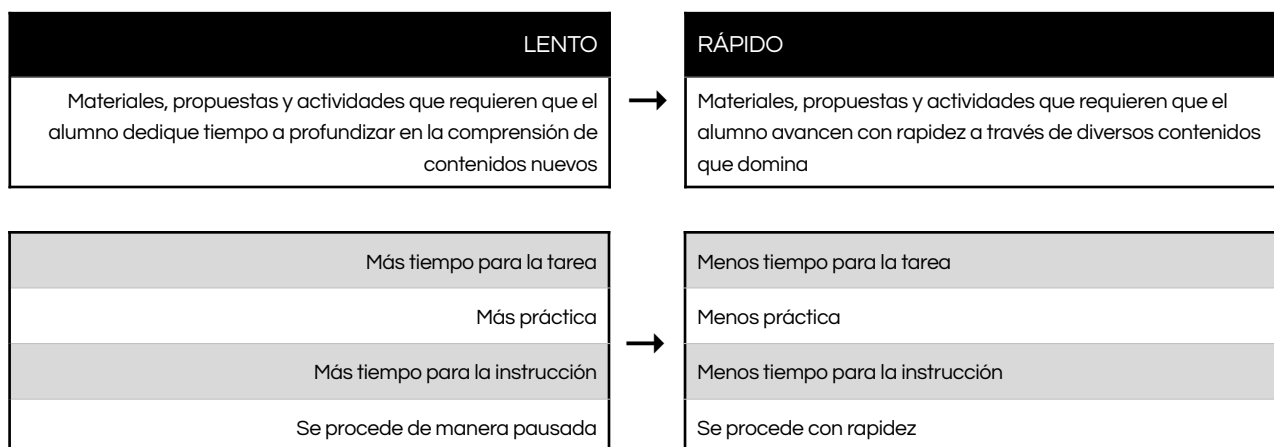 LENTO
RÁPIDO
Materiales, propuestas y actividades que requieren que el
alumno dedique tiempo a profundizar en la comprensión de
contenidos nuevos
Materiales, propuestas y actividades que requieren que el
alumno avancen con rapidez a través de diversos contenidos
que domina
Más tiempo para la tarea
Menos tiempo para la tarea
Más práctica
Menos práctica
Más tiempo para la instrucción
Menos tiempo para la instrucción
Se procede de manera pausada
Se procede con rapidez